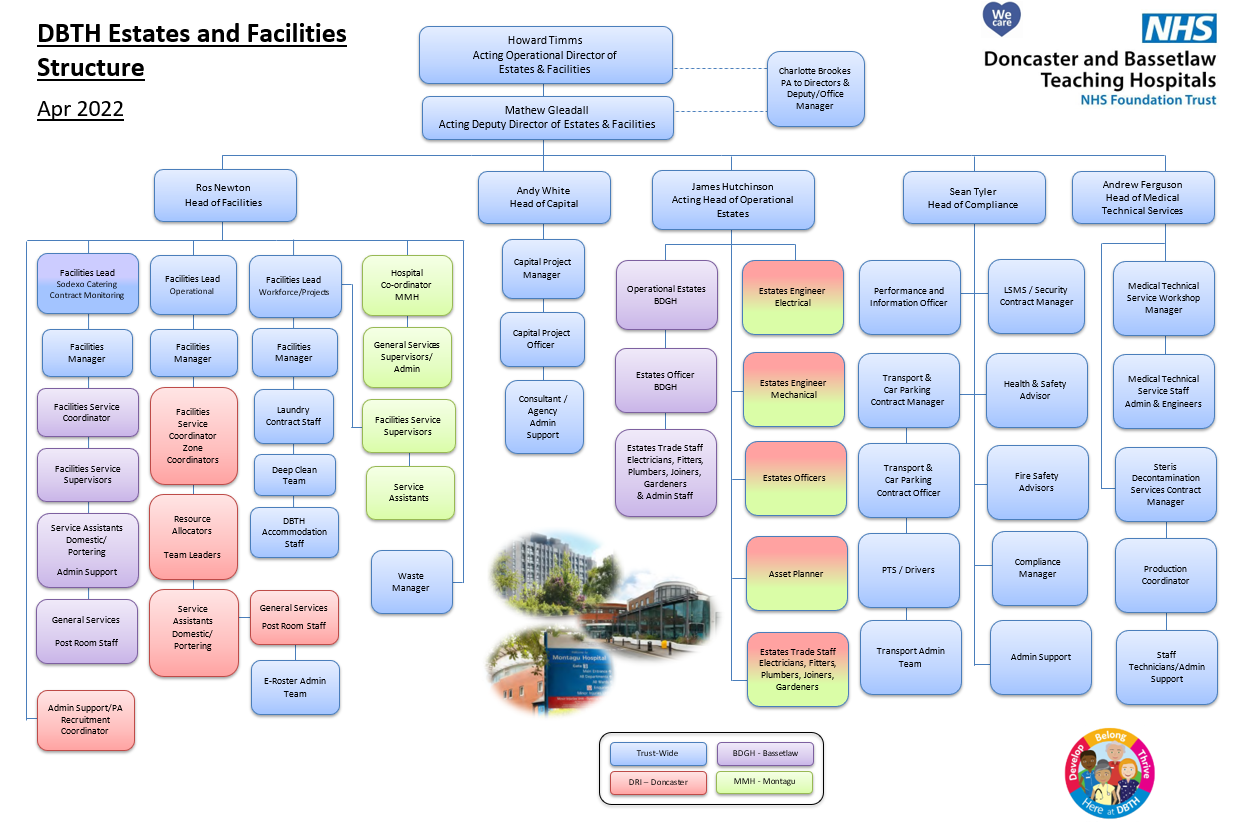 DBTH Estates and Facilities
Structure
Apr 2022
Howard Timms
Acting Operational Director of
Estates & Facilities
Mathew Gleadall
Acting Deputy Director of Estates & Facilities
Charlotte Brookes
PA to Directors &
Deputy/Office
Manager
We
care
NHS
Doncaster and Bassetlaw
Teaching Hospitals
NHS Foundation Trust
Ros Newton
Head of Facilities
Andy White
Head of Capital
James Hutchinson
Acting Head of Operational
Estates
Sean Tyler
Head of Compliance
Andrew Ferguson
Head of Medical
Technical Services
Facilities Lead
Sodexo Catering
Contract Monitoring
Facilities
Manager
Facilities Service
Coordinator
Facilities Service
Supervisors
Service Assistants
Domestic/
Portering
Admin Support
General Services
Post Room Staff
Admin Support/PA
Recruitment
Coordinator
Facilities Lead
Operational
Facilities
Manager
Facilities
Service
Coordinator
Zone
Coordinators
Resource
Allocators
Team Leaders
Service
Assistants
Domestic/
Portering
Facilities Lead
Workforce/Projects
Facilities
Manager
Laundry
Contract Staff
Deep Clean
Team
DBTH
Accommodation
Staff
General Services
Post Room Staff
E-Roster Admin
Team
Hospital
Co-ordinator
MMH
General Services
Supervisors/
Admin
Facilities Service
Supervisors
Service
Assistants
Waste
Manager
Capital Project
Manager
Capital Project
Officer
Consultant /
Agency
Admin
Support
Operational Estates
BDGH
Estates Officer
BDGH
Estates Trade Staff
Electricians, Fitters,
Plumbers, Joiners,
Gardeners
& Admin Staff
Estates Engineer
Electrical
Estates Engineer
Mechanical
Estates Officers
Asset Planner
Estates Trade Staff
Electricians, Fitters,
Plumbers, Joiners,
Gardeners
Performance and
Information Officer
Transport &
Car Parking
Contract Manager
Transport &
Car Parking
Contract Officer
PTS / Drivers
Transport Admin
Team
LSMS / Security
Contract Manager
Health & Safety
Advisor
Fire Safety
Advisors
Compliance
Manager
Admin Support
Medical Technical
Service Workshop
Manager
Medical Technical
Service Staff
Admin & Engineers
Steris
Decontamination
Services Contract
Manager
Production
Coordinator
Staff
Technicians/Admin
Support
Montagu Hospital
Trust-Wide
BDGH - Bassetlaw
DRI – Doncaster
MMH - Montagu
Develop
Belong
Thrive
Here at DBTH